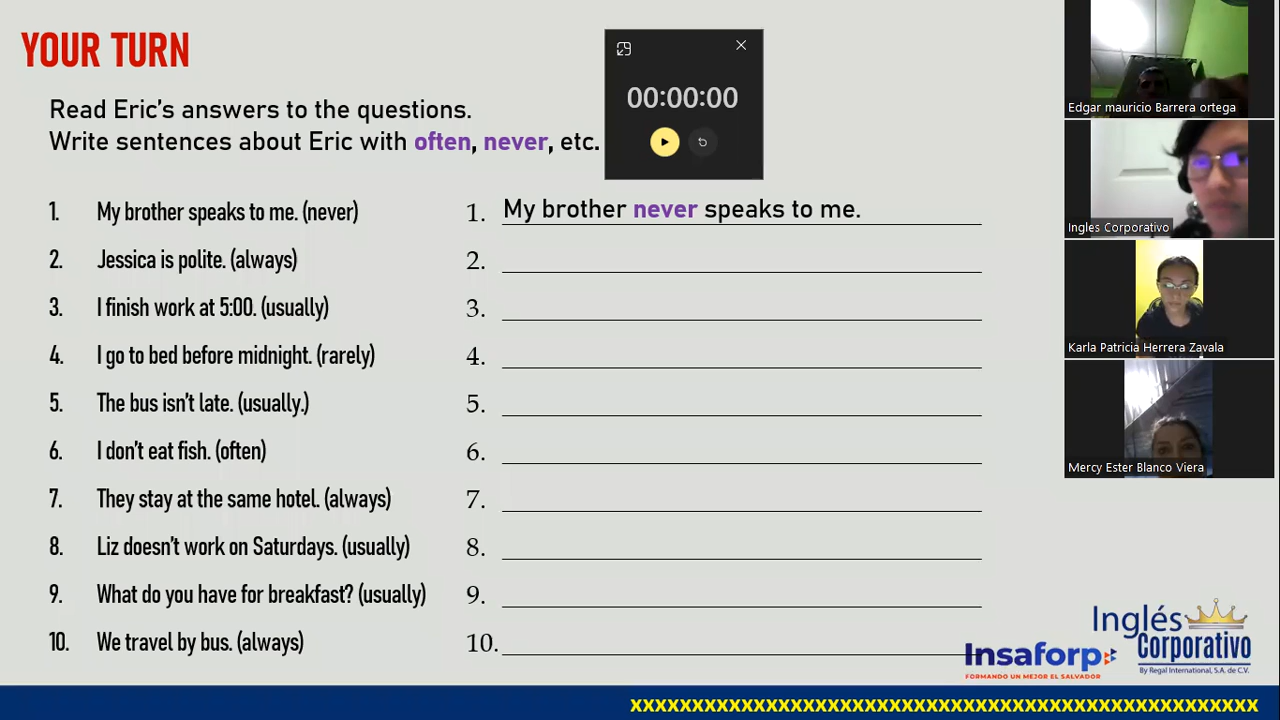 YOUR TURN
Read Eric's answers to the questions.
Write sentences about Eric with often, never, etc.
00:00:00
1. My brother speaks to me. (never)
2. Jessica is polite. (always)
3. I finish work at 5:00. (usually)
4. I go to bed before midnight. (rarely)
5. The bus isn't late. (usually.)
6. I don't eat fish. (often)
7. They stay at the same hotel. (always)
8. Liz doesn't work on Saturdays. (usually)
9. What do you have for breakfast? (usually)
10. We travel by bus. (always)
1. My brother never speaks to me.
2.
3.
4.
5.
6.
7.
8.
9.
10.
Edgar mauricio Barrera ortega
Ingles Corporativo
Karla Patricia Herrera Zavala
Mercy Ester Blanco Viera
Insaforp
FORMANDO UN MEJOR EL SALVADOR
Inglés
Corporativo
By Regal International, S.A. de C.V.
XXXXXXXXXXXXXXXXXXXXXXXXXXXXXXXXXXXXXXXXXXXXXXXXXXX